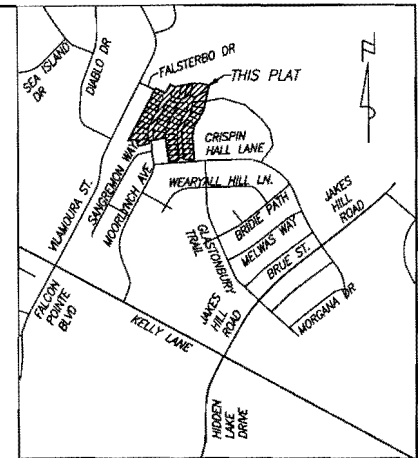 SEA ISLAND
DR
DIABLO DR
FALSTERBO DR
THIS PLAT
N
CRISPIN
HALL LANE
SANGREMON WAY
MOORLYNCH AVE
VILAMOURA ST.
WEARYALL HILL LN.
BRIDIE PATH
JAKES
HILL
ROAD
MELWAS WAY
GLASTONBURY
TRAIL
BRUE ST.
FALCON
POINTE
BLVD
KELLY LANE
JAKES
HILL
ROAD
MORGANA DR
HIDDEN
LAKE
DRIVE